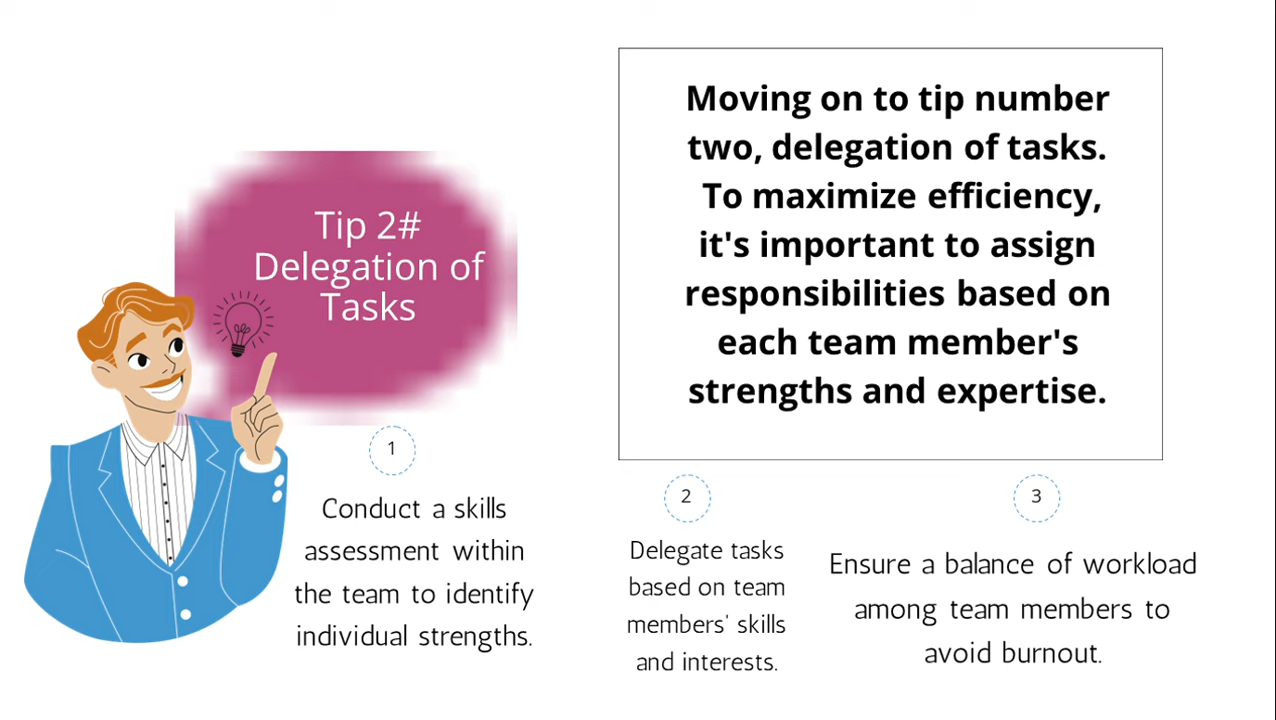 Tip 2#
Delegation of
Tasks
Moving on to tip number
two, delegation of tasks.
To maximize efficiency,
it's important to assign
responsibilities based on
each team member's
strengths and expertise.
1
Conduct a skills
assessment within
the team to identify
individual strengths.
2
Delegate tasks
based on team
members' skills
and interests.
3
Ensure a balance of workload
among team members to
avoid burnout.